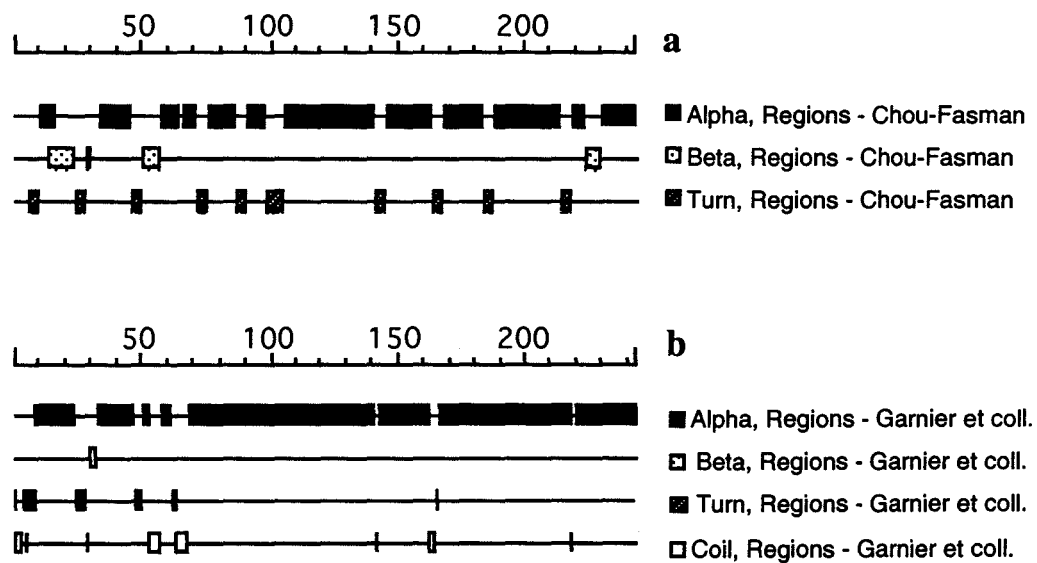 50 100 150 200
a
Alpha, Regions - Chou-Fasman
Beta, Regions - Chou-Fasman
Turn, Regions - Chou-Fasman
50 100 150 200
b
Alpha, Regions - Garnier et coll.
Beta, Regions - Garnier et coll.
Turn, Regions - Garnier et coll.
Coil, Regions - Garnier et coll.